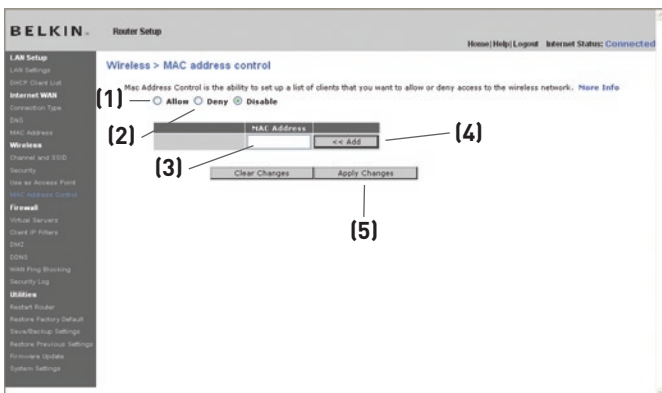 BELKIN. Router Setup
Home|Help|Logout Internet Status: Connected
LAN Setup
LAN Settings
DHCP Client List
Internet WAN
Connection Type
DNS
MAC Address
Wireless
Channel and SSID
Security
Use as Access Point
MAC Address Control
Firewall
Virtual Servers
Client IP Filters
DMZ
DDNS
WAN Ping Blocking
Security Log
Utilities
Restart Router
Restore Factory Default
Save/Backup Settings
Restore Previous Settings
Firmware Update
System Settings
Wireless > MAC address control
Mac Address Control is the ability to set up a list of clients that you want to allow or deny access to the wireless network. More Info
(1) Allow Deny Disable
(2) MAC Address
(3) << Add (4)
Clear Changes Apply Changes
(5)